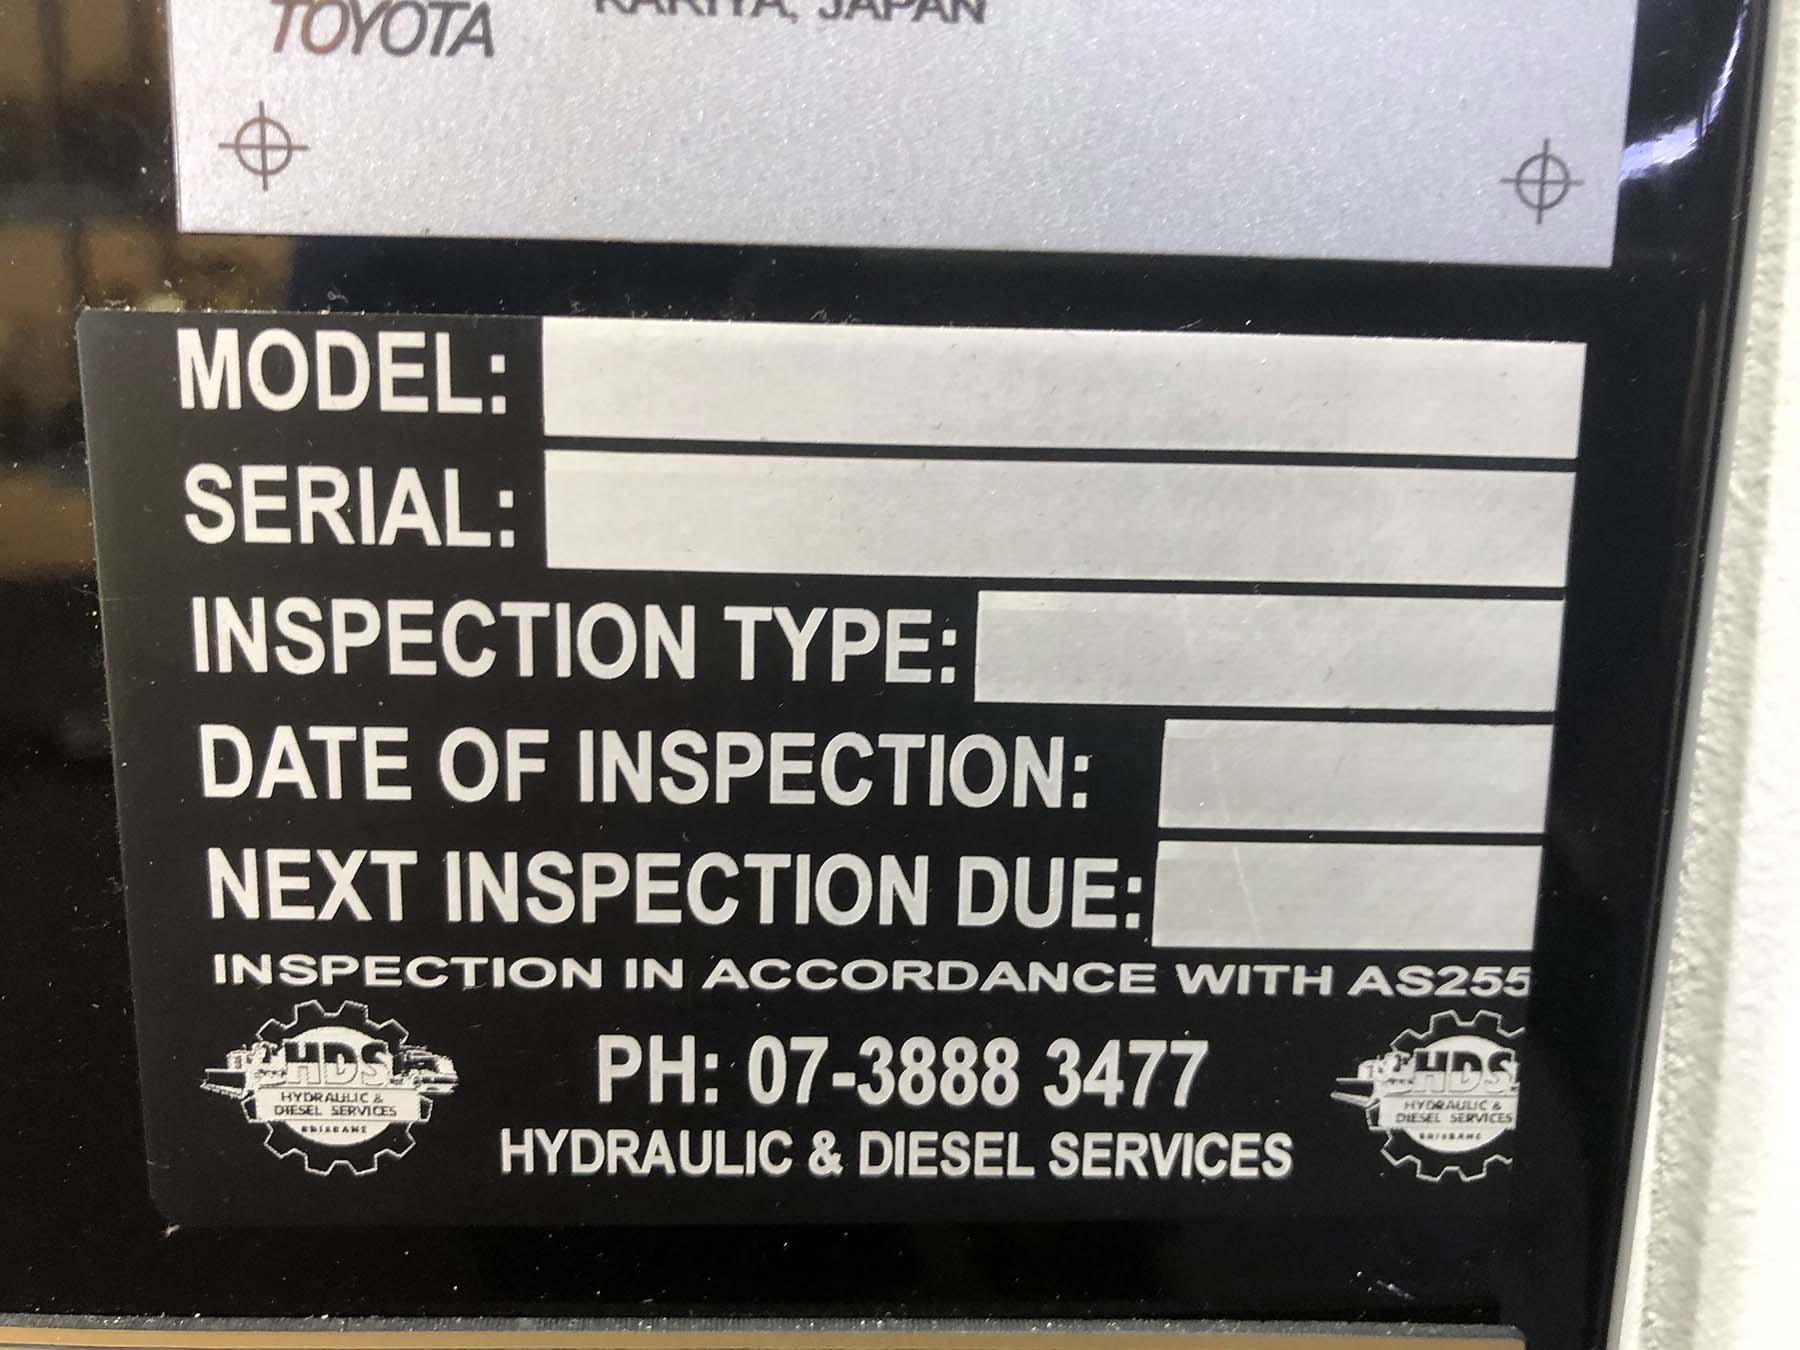 TOYOTA
KARIYA, JAPAN
MODEL:
SERIAL:
INSPECTION TYPE:
DATE OF INSPECTION:
NEXT INSPECTION DUE:
INSPECTION IN ACCORDANCE WITH AS255
PH: 07-3888 3477
HYDRAULIC & DIESEL SERVICES
HDS
HYDRAULIC &
DIESEL SERVICES
BRISBANE
HDS
HYDRAULIC &
DIESEL SERVICES
BRISBANE